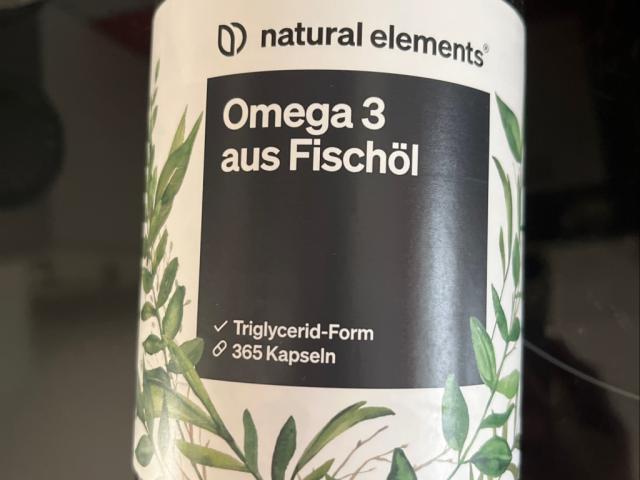 natural elements®
Omega 3
aus Fischöl
Triglycerid-Form
365 Kapseln